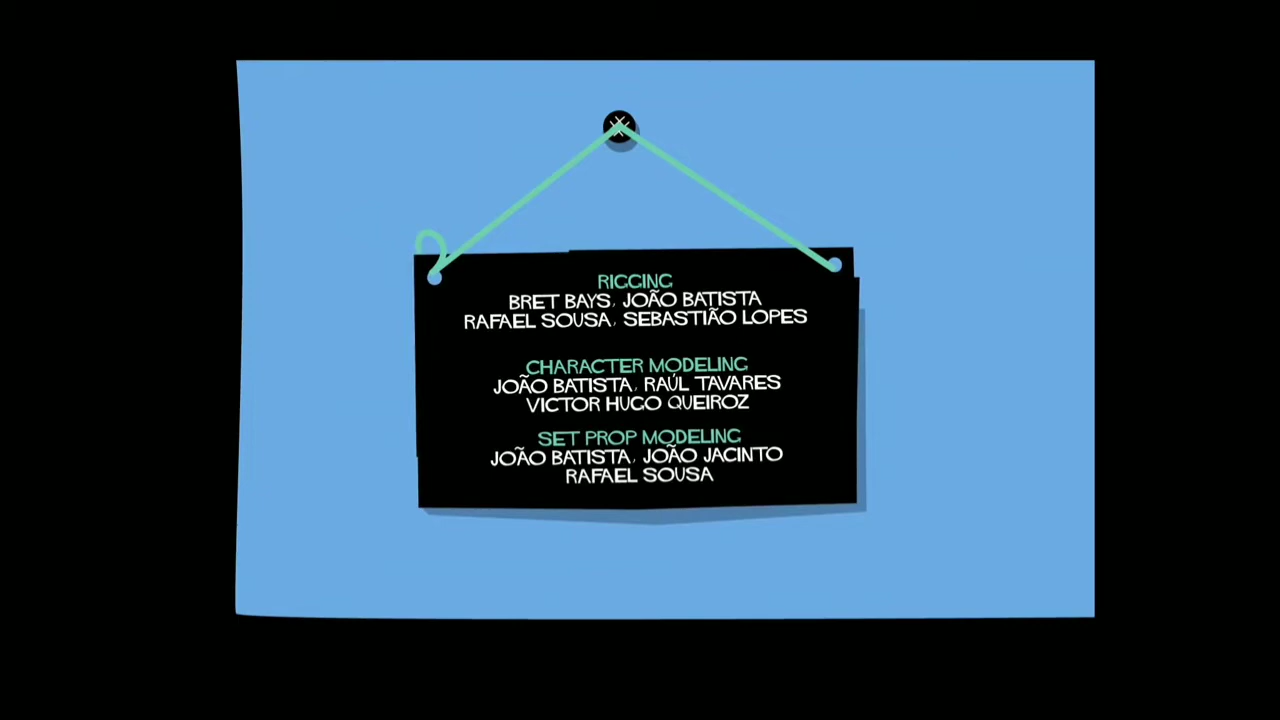 RIGGING
BRET BAYS, JOÃO BATISTA
RAFAEL SOUSA, SEBASTIÃO LOPES
CHARACTER MODELING
JOÃO BATISTA, RAÚL TAVARES
VICTOR HUGO QUEIROZ
SET PROP MODELING
JOÃO BATISTA, JOÃO JACINTO
RAFAEL SOUSA